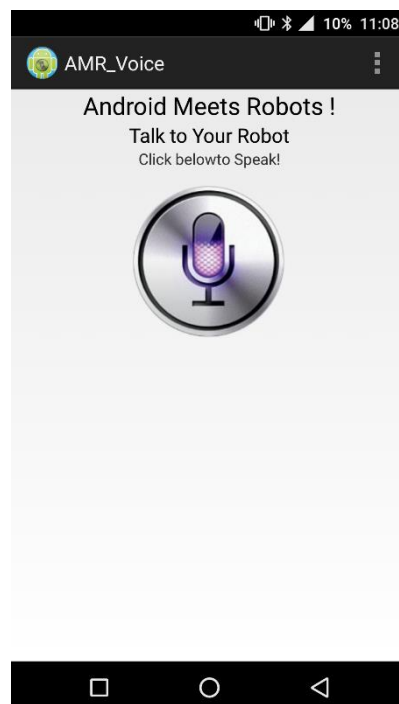 10% 11:08
AMR_Voice
Android Meets Robots !
Talk to Your Robot
Click belowto Speak!